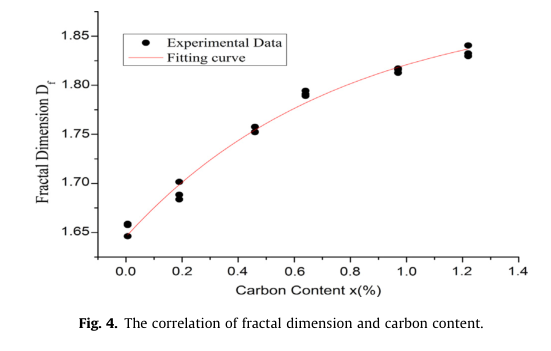 1.85
1.80
1.75
1.70
1.65
Fractal Dimension D_f
Experimental Data
Fitting curve
0.0 0.2 0.4 0.6 0.8 1.0 1.2 1.4
Carbon Content x(%)
Fig. 4. The correlation of fractal dimension and carbon content.